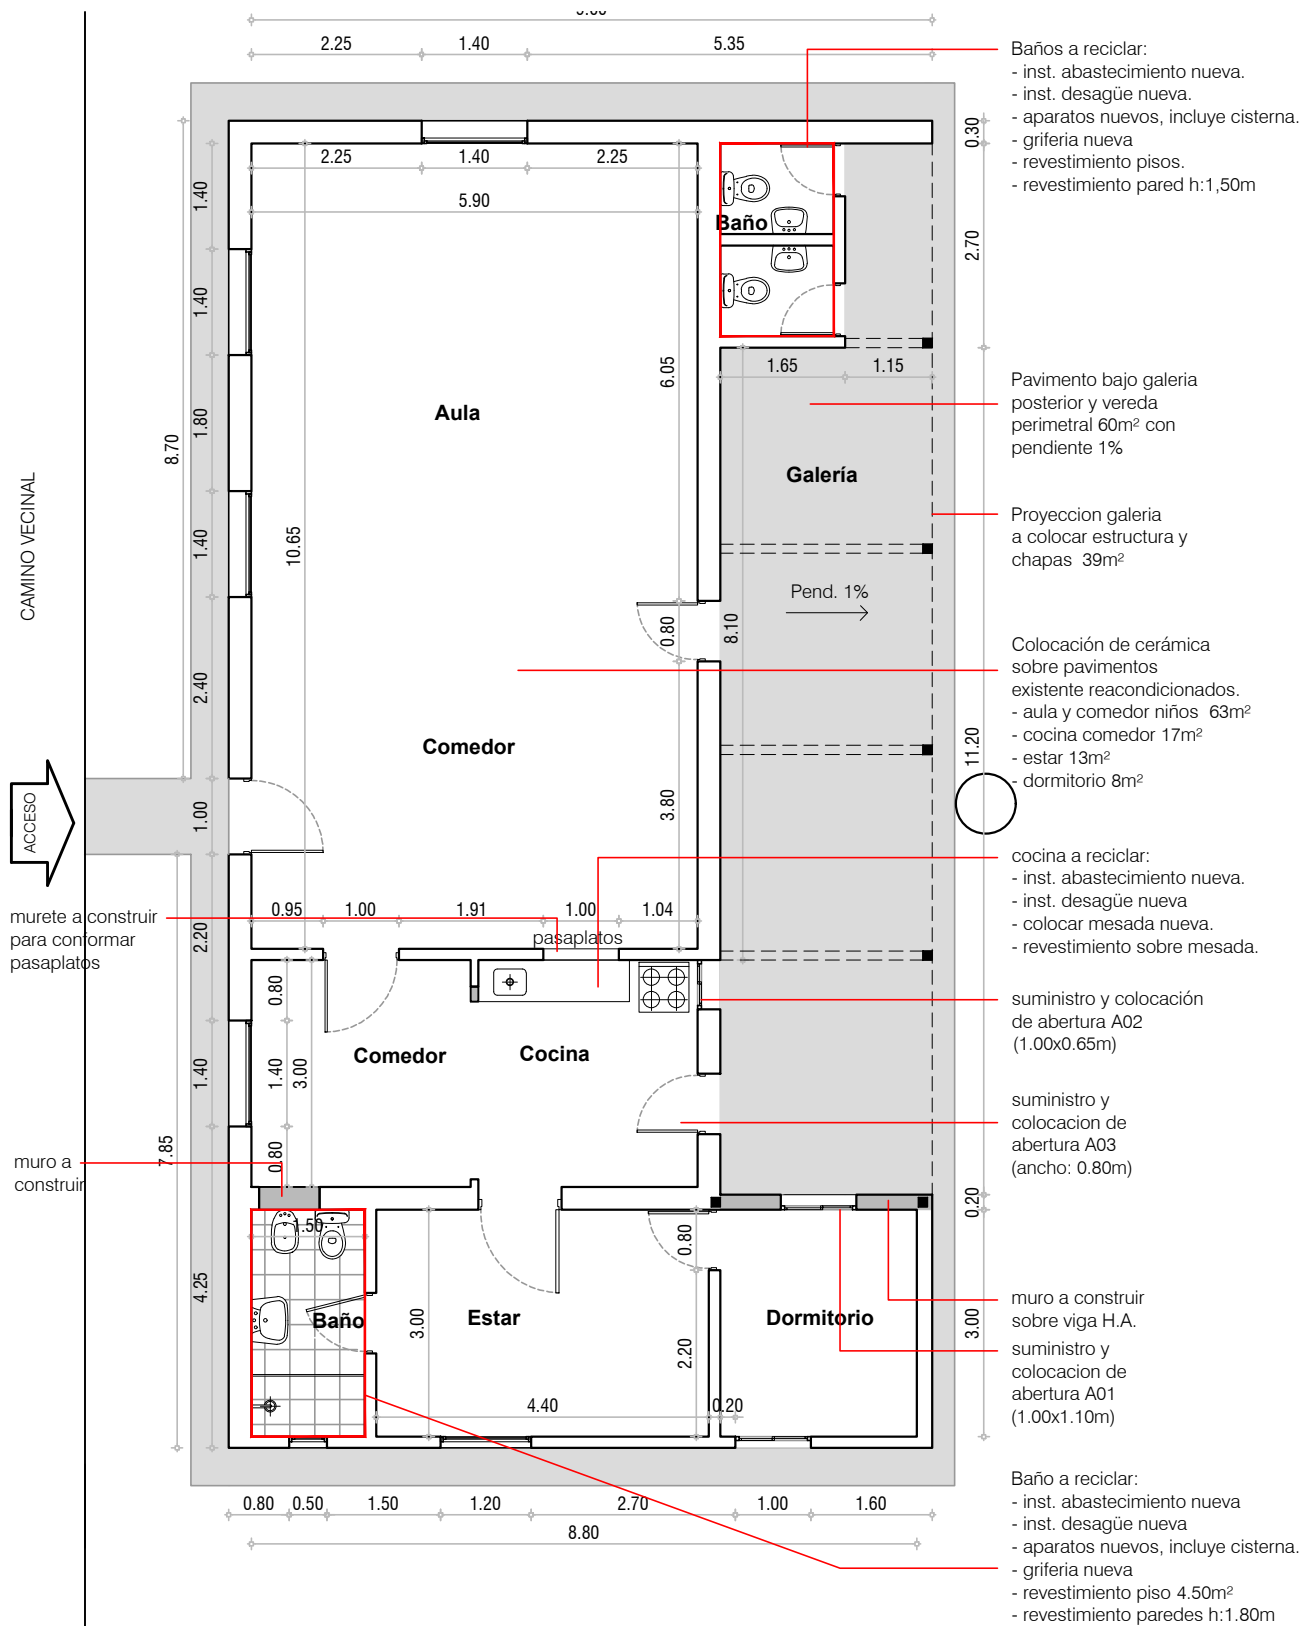 2.25
1.40
5.35
Baños a reciclar:
- inst. abastecimiento nueva.
- inst. desagüe nueva.
- aparatos nuevos, incluye cisterna.
- griferia nueva
- revestimiento pisos.
- revestimiento pared h:1,50m
0.30
2.25
1.40
2.25
5.90
1.40
Baño
2.70
1.40
6.05
1.65
1.15
Pavimento bajo galeria
posterior y vereda
perimetral 60m² con
pendiente 1%
Aula
1.80
8.70
Galería
CAMINO VECINAL
Proyeccion galeria
a colocar estructura y
chapas 39m²
1.40
10.65
Pend. 1%
0.80
8.10
Colocación de cerámica
sobre pavimentos
existente reacondicionados.
- aula y comedor niños 63m²
- cocina comedor 17m²
- estar 13m²
- dormitorio 8m²
2.40
Comedor
11.20
ACCESO
1.00
3.80
cocina a reciclar:
- inst. abastecimiento nueva.
- inst. desagüe nueva
- colocar mesada nueva.
- revestimiento sobre mesada.
murete a construir
para conformar
pasaplatos
2.20
0.95
1.00
1.91
1.00
1.04
pasaplatos
0.80
suministro y colocación
de abertura A02
(1.00x0.65m)
1.40
1.40
3.00
Comedor
Cocina
suministro y
colocacion de
abertura A03
(ancho: 0.80m)
7.85
0.80
muro a
construir
0.20
1.50
0.80
4.25
Baño
3.00
Estar
2.20
Dormitorio
3.00
muro a construir
sobre viga H.A.
suministro y
colocacion de
abertura A01
(1.00x1.10m)
4.40
0.20
Baño a reciclar:
- inst. abastecimiento nueva
- inst. desagüe nueva
- aparatos nuevos, incluye cisterna.
- griferia nueva
- revestimiento piso 4.50m²
- revestimiento paredes h:1.80m
0.80
0.50
1.50
1.20
2.70
1.00
1.60
8.80